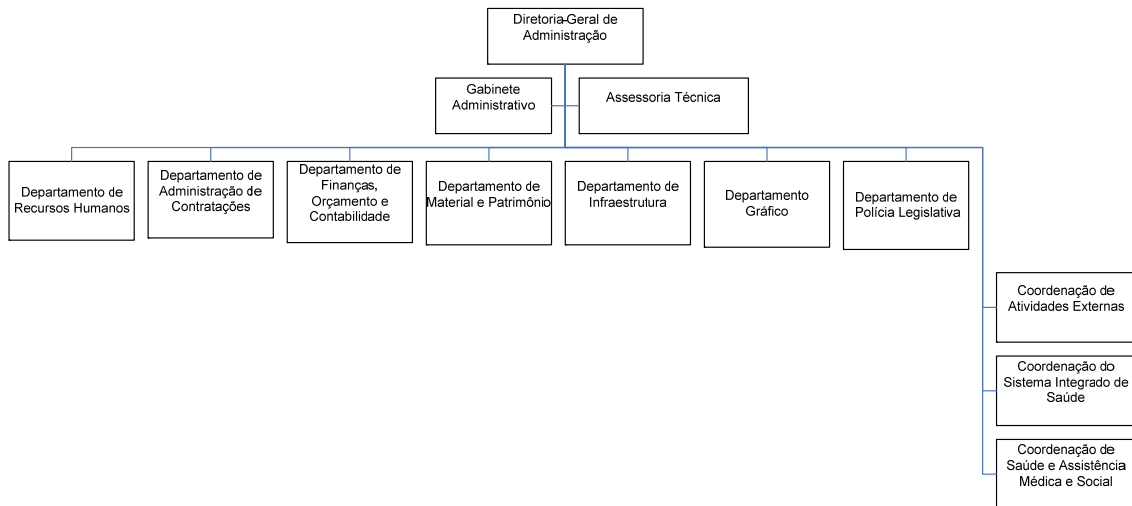 Diretoria-Geral de
Administração
Gabinete
Administrativo
Assessoria Técnica
Departamento de
Recursos Humanos
Departamento de
Administração de
Contratações
Departamento de
Finanças,
Orçamento e
Contabilidade
Departamento de
Material e Patrimônio
Departamento de
Infraestrutura
Departamento
Gráfico
Departamento de
Polícia Legislativa
Coordenação de
Atividades Externas
Coordenação do
Sistema Integrado de
Saúde
Coordenação de
Saúde e Assistência
Médica e Social